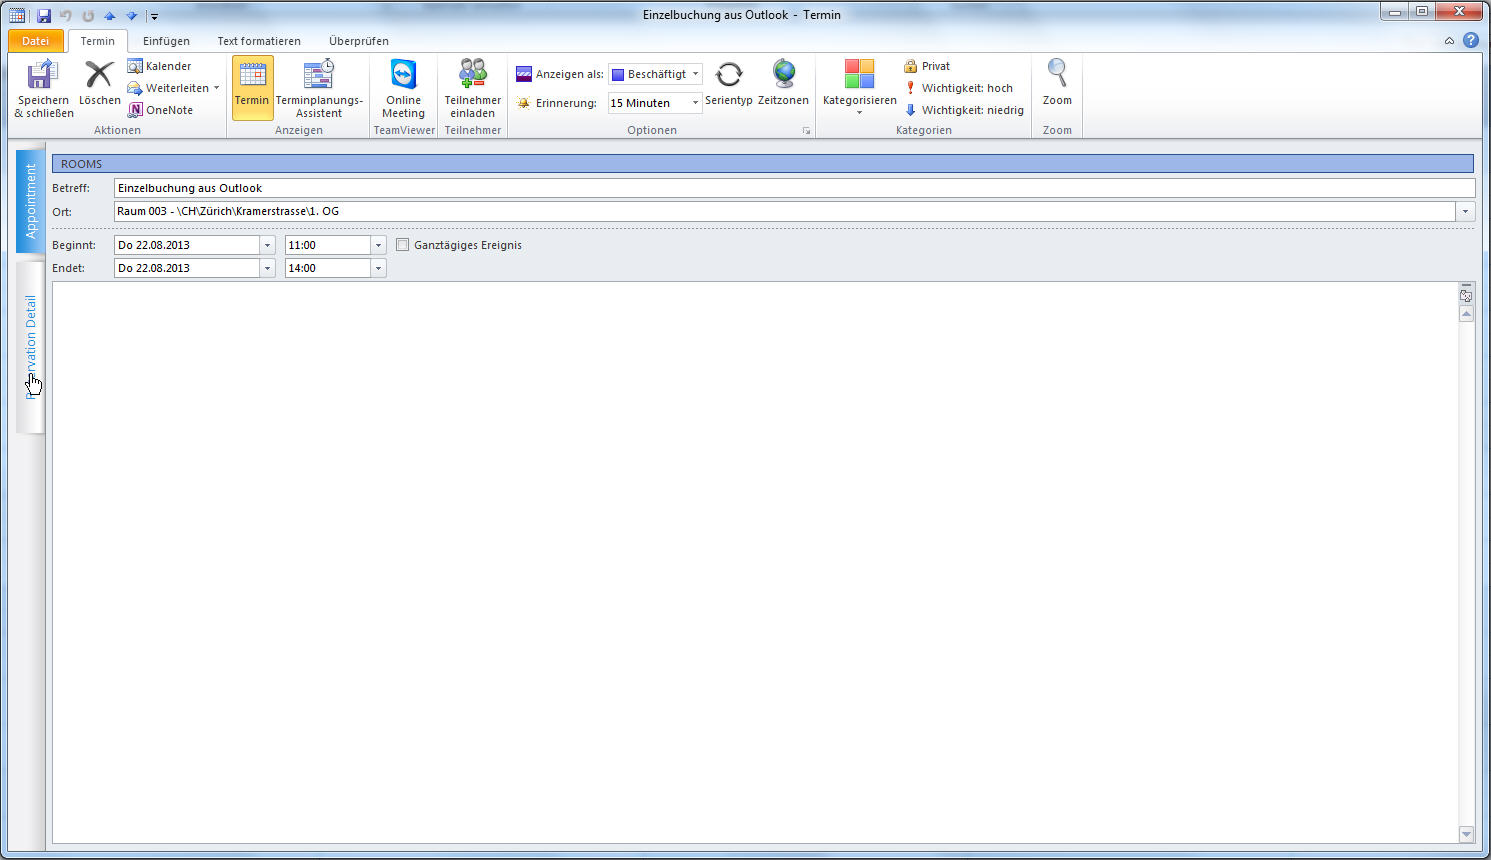 Einzelbuchung aus Outlook - Termin
Datei Termin Einfügen Text formatieren Überprüfen
Speichern & schließen
Löschen
Kalender
Weiterleiten
OneNote
Aktionen
Termin
Terminplanungs-Assistent
Anzeigen
Online Meeting
TeamViewer
Teilnehmer einladen
Teilnehmer
Anzeigen als: Beschäftigt
Erinnerung: 15 Minuten
Serientyp
Zeitzonen
Optionen
Kategorisieren
Privat
Wichtigkeit: hoch
Wichtigkeit: niedrig
Kategorien
Zoom
Zoom
Appointment
Detail
ROOMS
Betreff: Einzelbuchung aus Outlook
Ort: Raum 003 - \CH\Zürich\Kramerstrasse\1. OG
Beginnt: Do 22.08.2013 11:00 Ganztägiges Ereignis
Endet: Do 22.08.2013 14:00